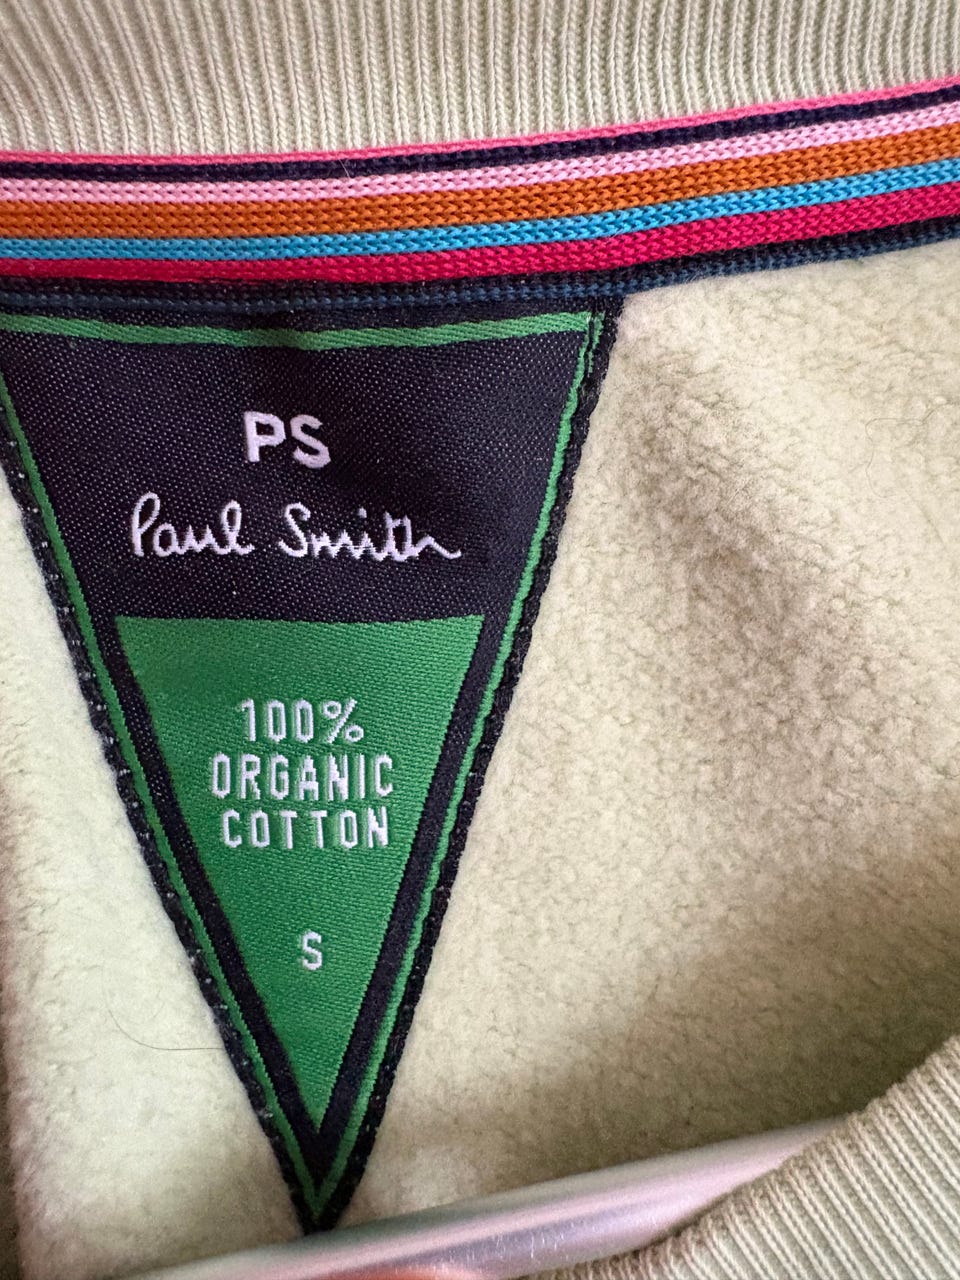 PS
Paul Smith
100%
ORGANIC
COTTON
S